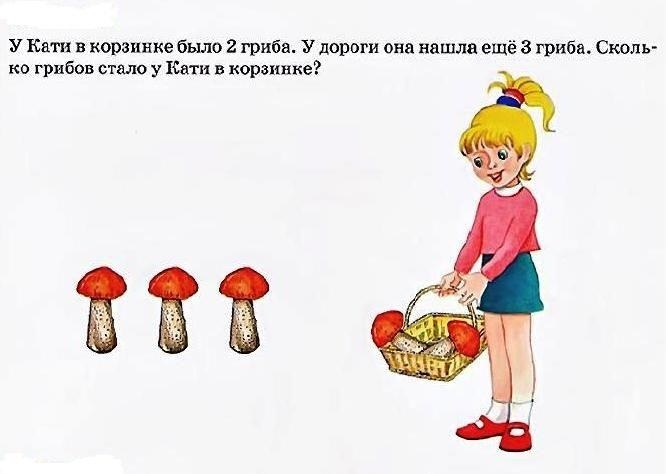 У Кати в корзинке было 2 гриба. У дороги она нашла ещё 3 гриба. Сколь-
ко грибов стало у Кати в корзинке?